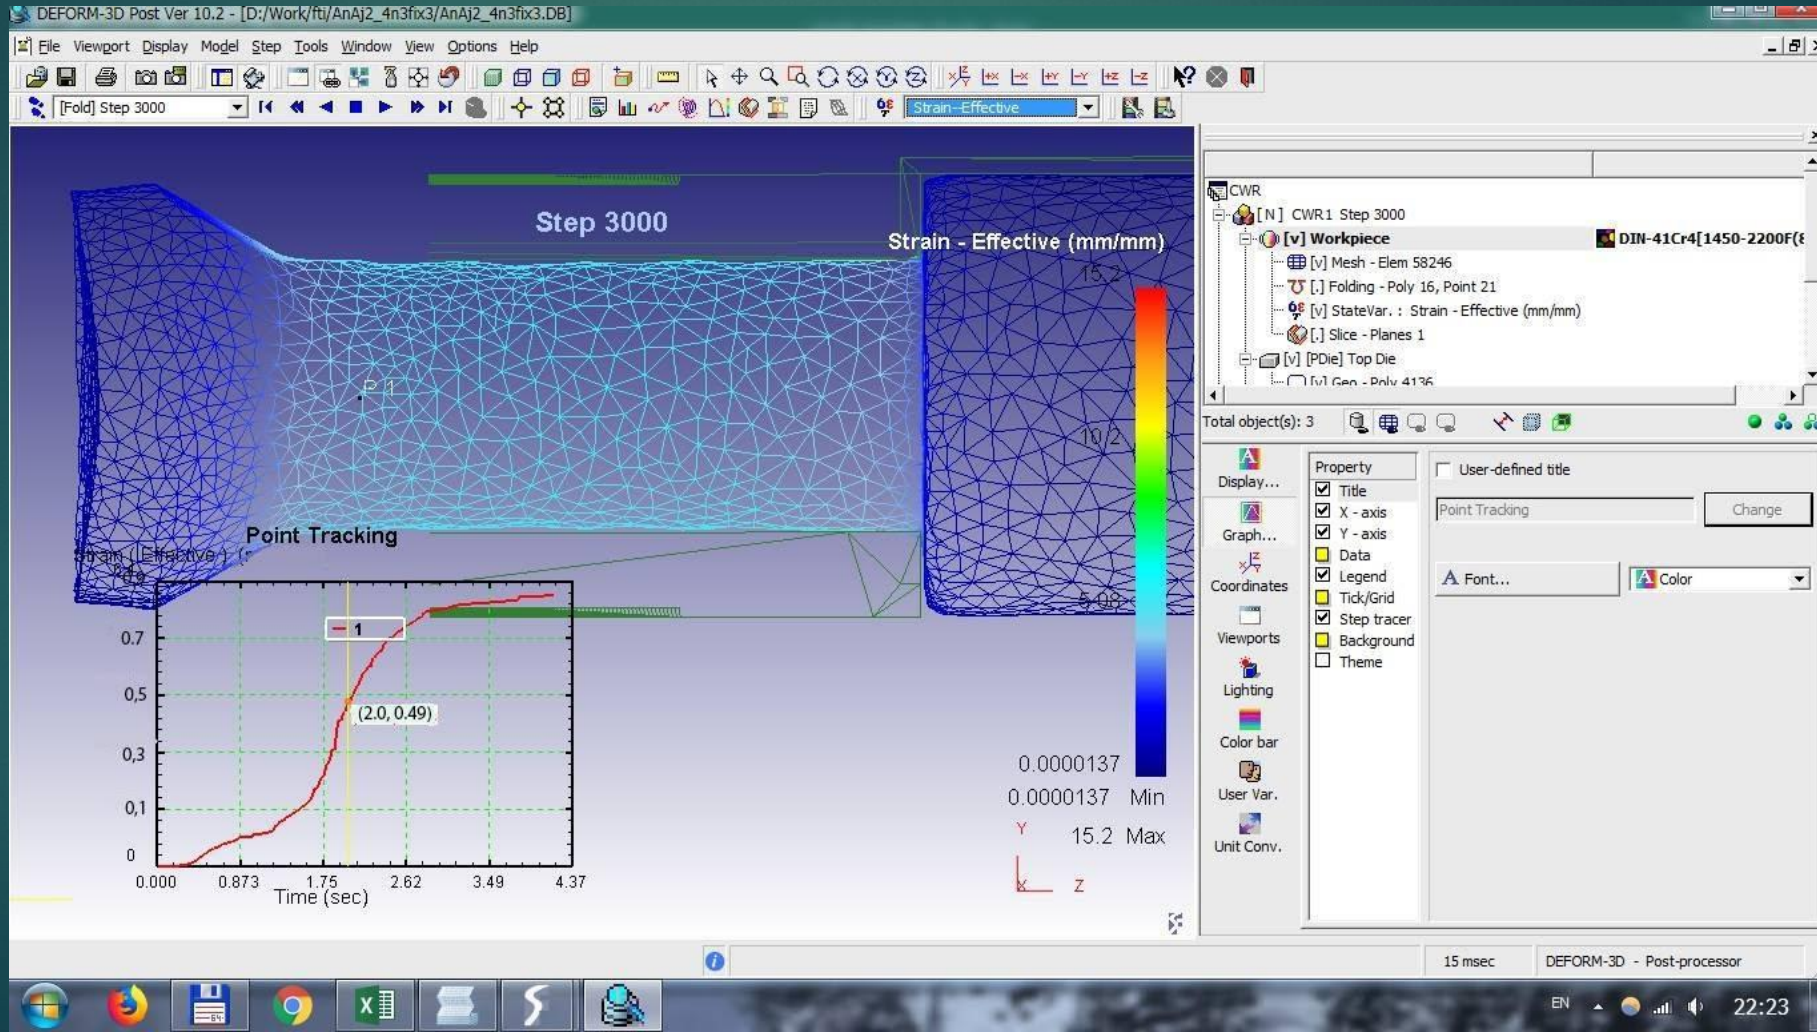 DEFORM-3D Post Ver 10.2 - [D:/Work/fti/AnAj2_4n3fix3/AnAj2_4n3fix3.DB]
File Viewport Display Model Step Tools Window View Options Help
[Fold] Step 3000
Strain--Effective
Step 3000
Strain - Effective (mm/mm)
15.2
10.2
5.08
0.0000137
0.0000137 Min
15.2 Max
Y
X Z
P 1
Point Tracking
Strain ( Effective )
0.7
0,5
0,3
0,1
0
1
(2.0, 0.49)
0.000 0.873 1.75 2.62 3.49 4.37
Time (sec)
CWR
[N] CWR1 Step 3000
[v] Workpiece DIN-41Cr4[1450-2200F(
[v] Mesh - Elem 58246
[.] Folding - Poly 16, Point 21
[v] StateVar. : Strain - Effective (mm/mm)
[.] Slice - Planes 1
[v] [PDie] Top Die
[v] Geo - Poly 4136
Total object(s): 3
Display...
Graph...
Coordinates
Viewports
Lighting
Color bar
User Var.
Unit Conv.
Property
Title
X - axis
Y - axis
Data
Legend
Tick/Grid
Step tracer
Background
Theme
User-defined title
Point Tracking Change
A Font... Color
15 msec DEFORM-3D - Post-processor
EN 22:23